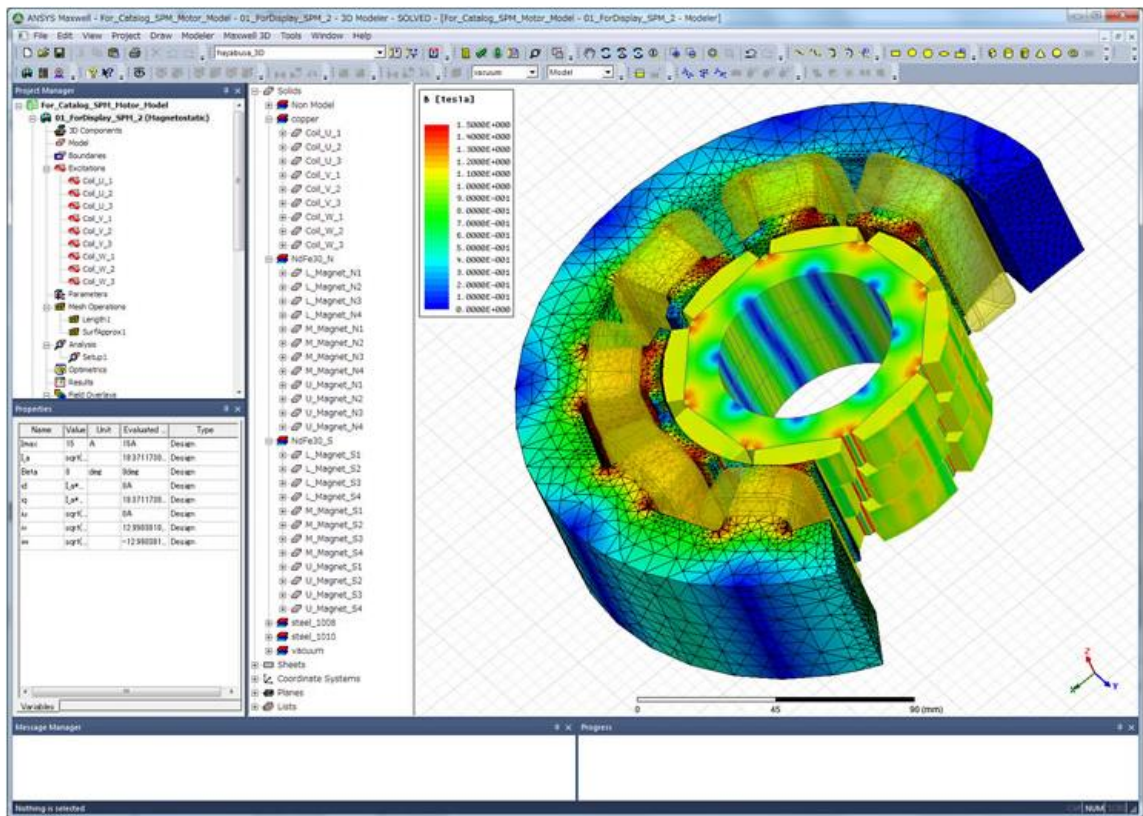 ANSYS Maxwell - For_Catalog_SPM_Motor_Model - 01_ForDisplay_SPM_2 - 3D Modeler - SOLVED - [For_Catalog_SPM_Motor_Model - 01_ForDisplay_SPM_2 - Modeler]
File Edit View Project Draw Modeler Maxwell 3D Tools Window Help
hayabusa_3D
vacuum
Model
Project Manager
For_Catalog_SPM_Motor_Model
01_ForDisplay_SPM_2 (Magnetostatic)
3D Components
Model
Boundaries
Excitations
Coil_U_1
Coil_U_2
Coil_U_3
Coil_V_1
Coil_V_2
Coil_V_3
Coil_W_1
Coil_W_2
Coil_W_3
Parameters
Mesh Operations
Length1
SurfApprox1
Analysis
Setup1
Optimetrics
Results
Field Overlays
Properties
Name Value Unit Evaluated ... Type
Imax 15 A 15A Design
I_a sqrt(... Design
Beta 0 deg 0deg Design
I_a*... 0A Design
I_a*... Design
sqrt(... 0A Design
sqrt(... Design
sqrt(... Design
Variables
Solids
Non Model
copper
Coil_U_1
Coil_U_2
Coil_U_3
Coil_V_1
Coil_V_2
Coil_V_3
Coil_W_1
Coil_W_2
Coil_W_3
NdFe30_N
L_Magnet_N1
L_Magnet_N2
L_Magnet_N3
L_Magnet_N4
M_Magnet_N1
M_Magnet_N2
M_Magnet_N3
M_Magnet_N4
U_Magnet_N1
U_Magnet_N2
U_Magnet_N3
U_Magnet_N4
NdFe30_S
L_Magnet_S1
L_Magnet_S2
L_Magnet_S3
L_Magnet_S4
M_Magnet_S1
M_Magnet_S2
M_Magnet_S3
M_Magnet_S4
U_Magnet_S1
U_Magnet_S2
U_Magnet_S3
U_Magnet_S4
steel_1008
steel_1010
vacuum
Sheets
Coordinate Systems
Planes
Lists
B [tesla]
1.5000E+000
1.4000E+000
1.3000E+000
1.2000E+000
1.1000E+000
1.0000E+000
9.0000E-001
8.0000E-001
7.0000E-001
6.0000E-001
5.0000E-001
4.0000E-001
3.0000E-001
2.0000E-001
1.0000E-001
0.0000E+000
Z
X
Y
0 45 90 (mm)
Message Manager
Progress
Nothing is selected
NUM